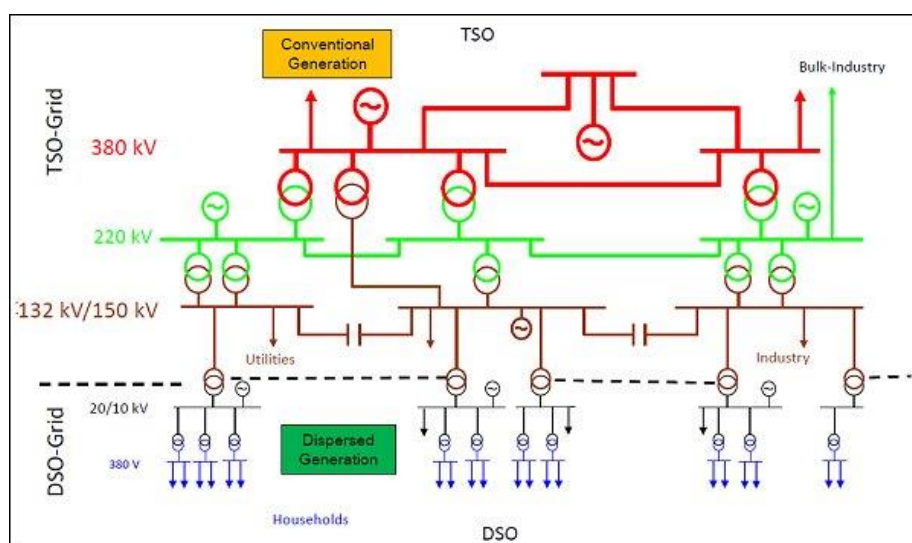 TSO
Conventional
Generation
Bulk-Industry
TSO-Grid
380 kV
220 kV
132 kV/150 kV
Utilities
Industry
DSO-Grid
20/10 kV
Dispersed
Generation
380 V
Households
DSO